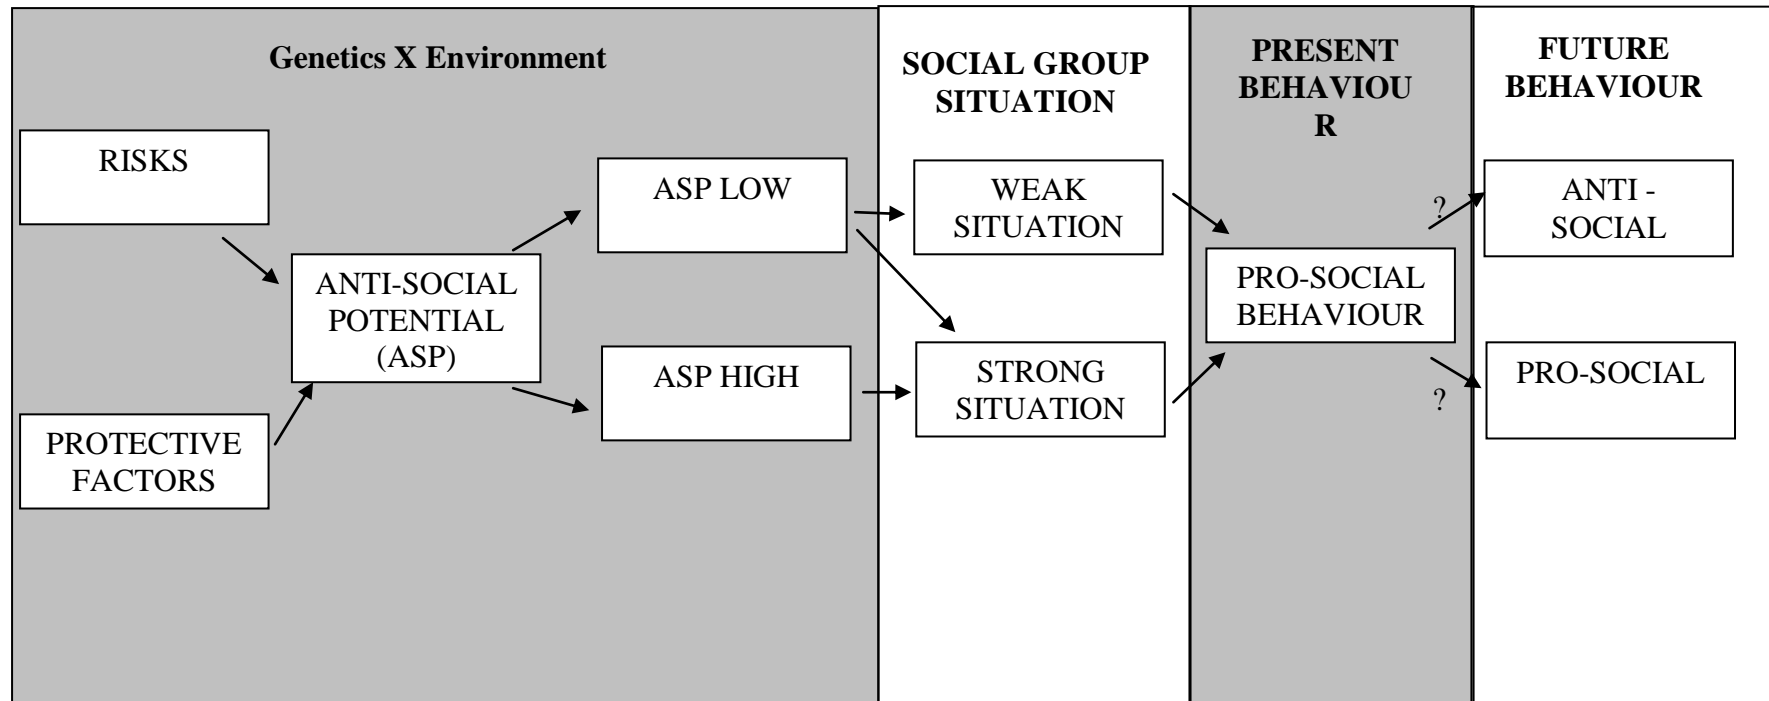 Genetics X Environment
SOCIAL GROUP
SITUATION
PRESENT
BEHAVIOU
R
FUTURE
BEHAVIOUR
RISKS
PROTECTIVE
FACTORS
ANTI-SOCIAL
POTENTIAL
(ASP)
ASP LOW
ASP HIGH
WEAK
SITUATION
STRONG
SITUATION
PRO-SOCIAL
BEHAVIOUR
?
?
ANTI -
SOCIAL
PRO-SOCIAL